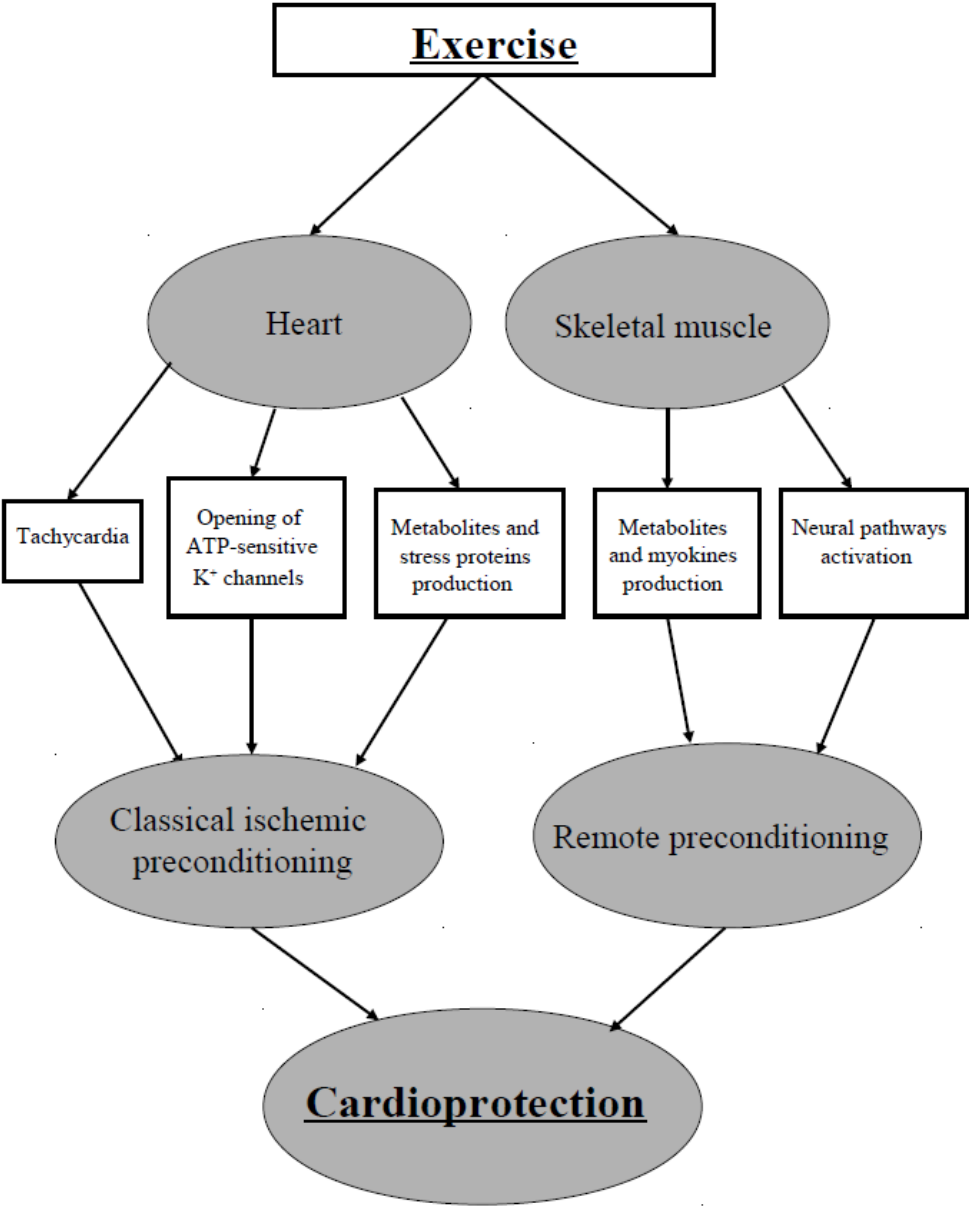 Exercise
Heart
Skeletal muscle
Tachycardia
Opening of
ATP-sensitive
K⁺ channels
Metabolites and
stress proteins
production
Metabolites
and myokines
production
Neural pathways
activation
Classical ischemic
preconditioning
Remote preconditioning
Cardioprotection